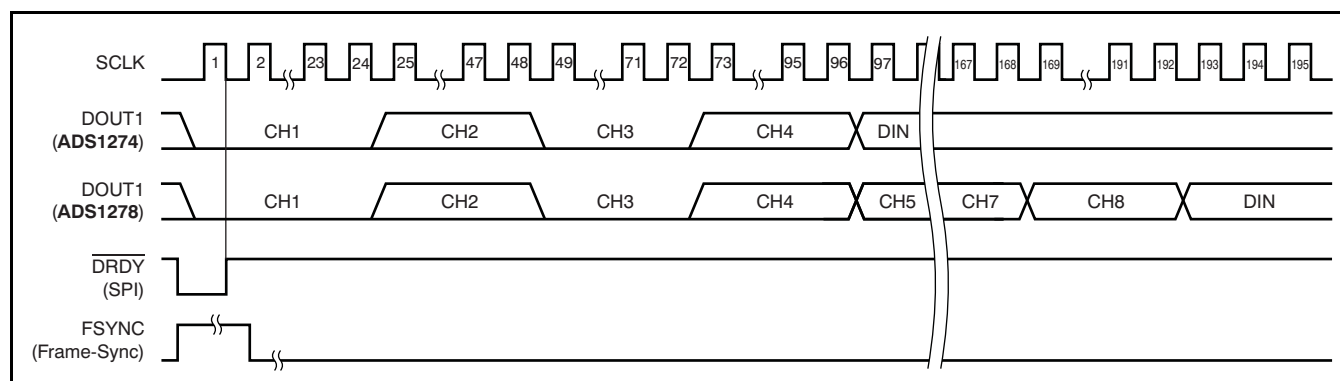 SCLK 1 2 23 24 25 47 48 49 71 72 73 95 96 97 167 168 169 191 192 193 194 195
DOUT1
(ADS1274)
CH1 CH2 CH3 CH4 DIN
DOUT1
(ADS1278)
CH1 CH2 CH3 CH4 CH5 CH7 CH8 DIN
DRDY
(SPI)
FSYNC
(Frame-Sync)